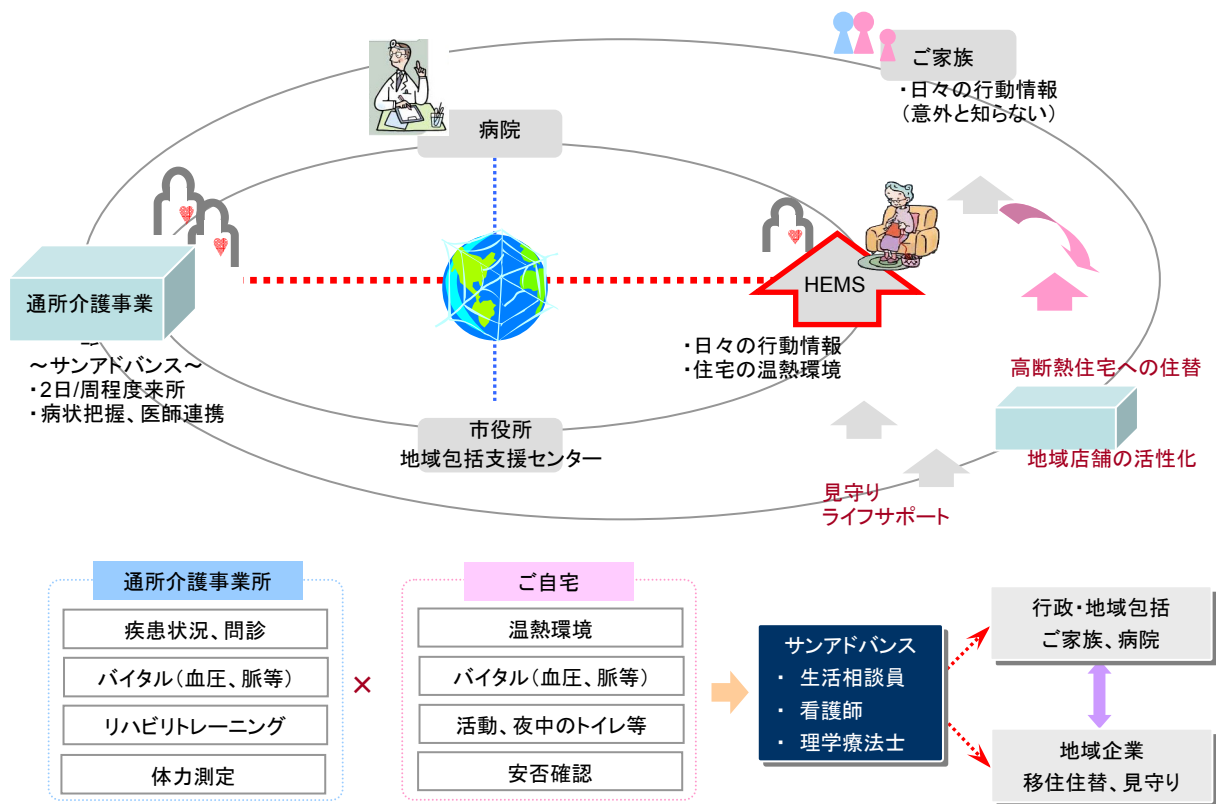 ご家族
・日々の行動情報
（意外と知らない）
病院
通所介護事業
HEMS
～サンアドバンス～
・2日/周程度来所
・病状把握、医師連携
・日々の行動情報
・住宅の温熱環境
高断熱住宅への住替
市役所
地域包括支援センター
地域店舗の活性化
見守り
ライフサポート
通所介護事業所
疾患状況、問診
バイタル（血圧、脈等）
リハビリトレーニング
体力測定
×
ご自宅
温熱環境
バイタル（血圧、脈等）
活動、夜中のトイレ等
安否確認
サンアドバンス
・ 生活相談員
・ 看護師
・ 理学療法士
行政・地域包括
ご家族、病院
地域企業
移住住替、見守り